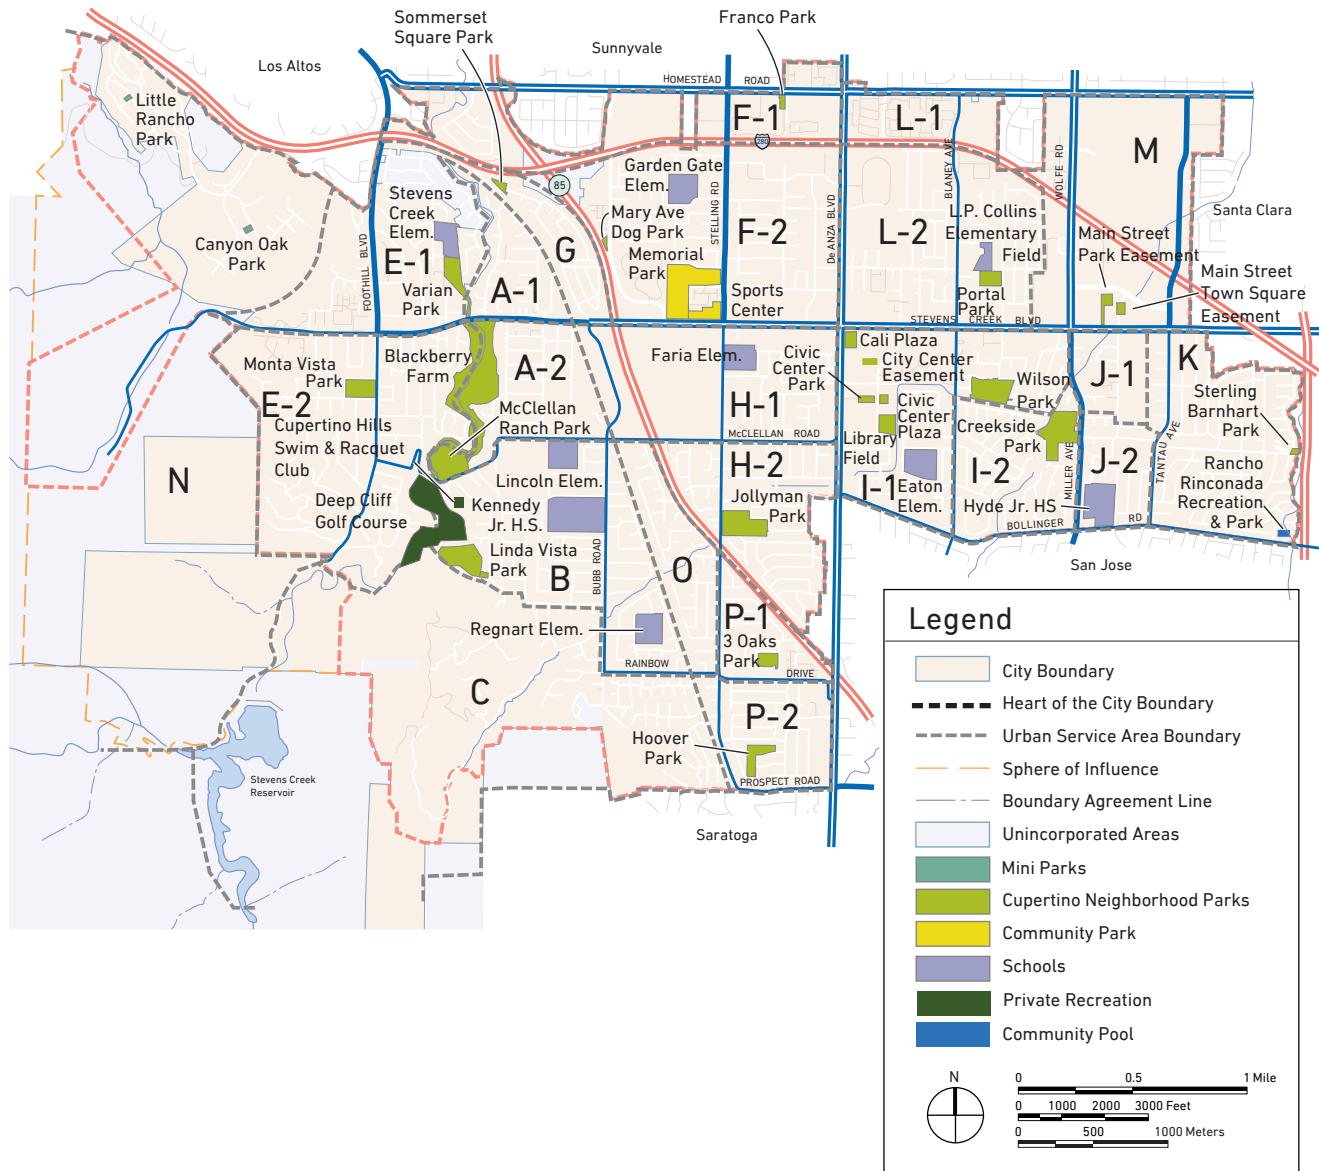 Sommerset
Square Park
Franco Park
Sunnyvale
Los Altos
HOMESTEAD ROAD
Little
Rancho
Park
F-1
L-1
280
M
BLANEY AVE
WOLFE RD
Garden Gate
Elem.
85
STELLING RD
De ANZA BLVD
Stevens
Creek
Elem.
Mary Ave
Dog Park
L.P. Collins
Elementary
Field
Santa Clara
Main Street
Park Easement
Canyon Oak
Park
FOOTHILL BLVD
E-1
G
F-2
L-2
Memorial
Park
Main Street
Town Square
Easement
Varian
Park
A-1
Sports
Center
Portal
Park
STEVENS CREEK BLVD
Monta Vista
Park
Blackberry
Farm
A-2
Faria Elem.
Civic
Center
Park
Cali Plaza
City Center
Easement
Wilson
Park
J-1
K
E-2
McClellan
Ranch Park
H-1
Civic
Center
Plaza
Sterling
Barnhart
Park
Cupertino Hills
Swim & Racquet
Club
McCLELLAN ROAD
Creekside
Park
Library
Field
MILLER AVE
TANTAU AVE
N
Lincoln Elem.
H-2
I-1
I-2
J-2
Rancho
Rinconada
Recreation
& Park
Deep Cliff
Golf Course
Kennedy
Jr. H.S.
Jollyman
Park
Eaton
Elem.
Hyde Jr. HS
BOLLINGER RD
Linda Vista
Park
B
BUBB ROAD
O
San Jose
Regnart Elem.
P-1
3 Oaks
Park
RAINBOW DRIVE
C
P-2
Hoover
Park
PROSPECT ROAD
Stevens Creek
Reservoir
Saratoga
Legend
City Boundary
Heart of the City Boundary
Urban Service Area Boundary
Sphere of Influence
Boundary Agreement Line
Unincorporated Areas
Mini Parks
Cupertino Neighborhood Parks
Community Park
Schools
Private Recreation
Community Pool
N
0 0.5 1 Mile
0 1000 2000 3000 Feet
0 500 1000 Meters